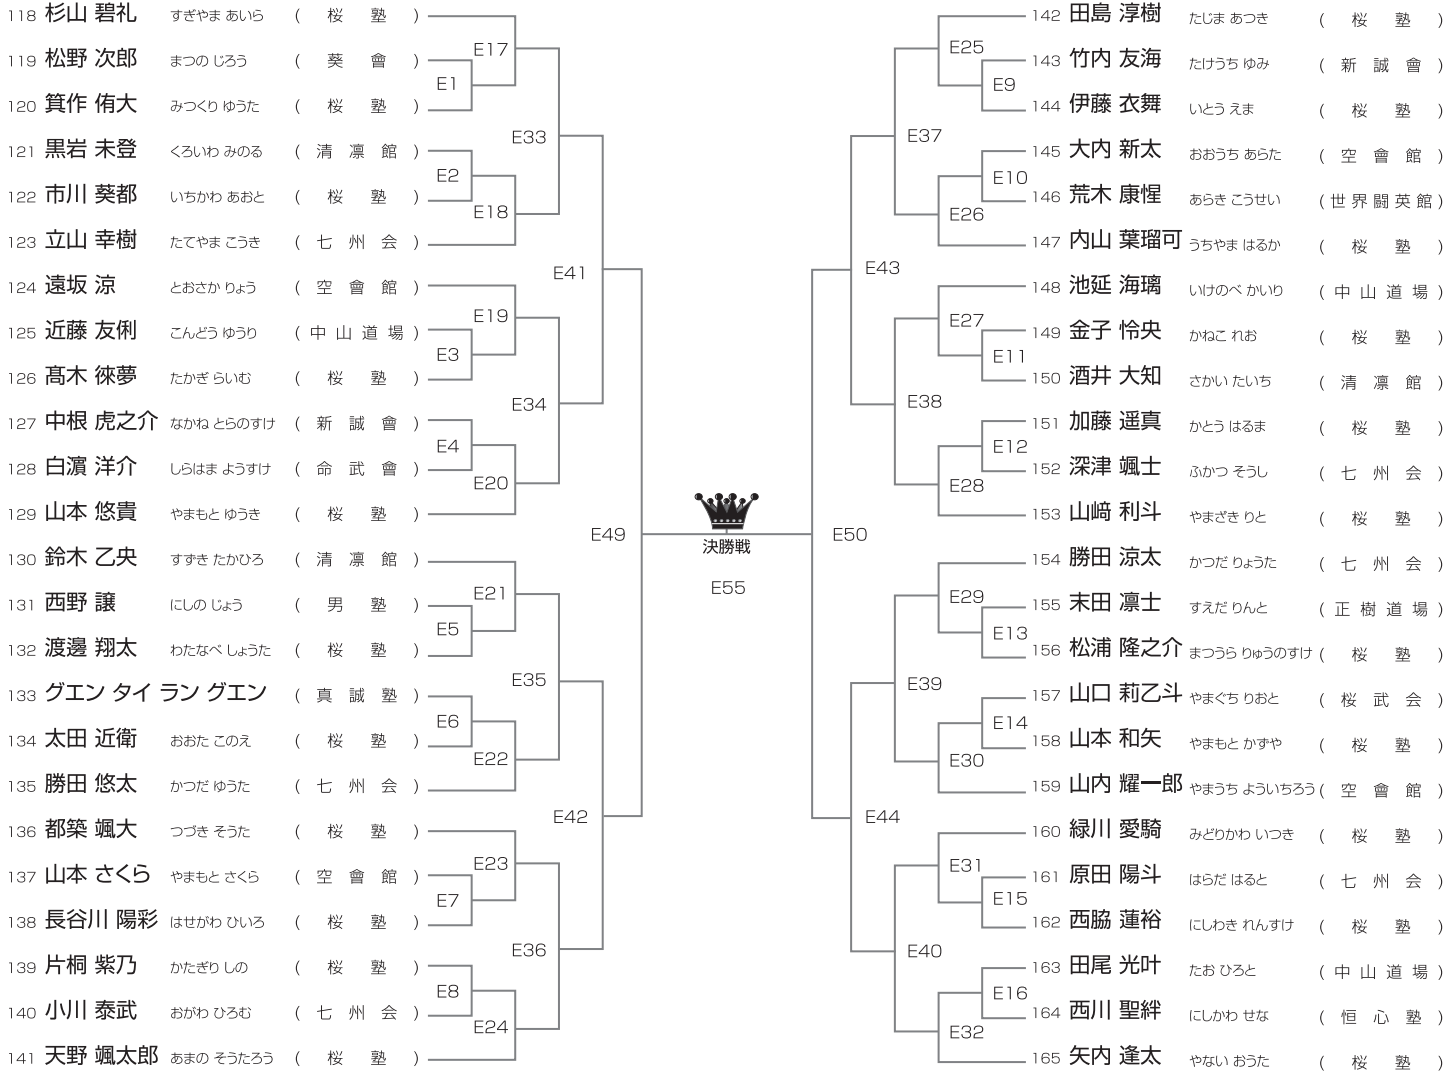 118 杉山 碧礼 すぎやま あいら ( 桜 塾 )
119 松野 次郎 まつの じろう ( 葵 會 )
120 箕作 侑大 みつくり ゆうた ( 桜 塾 )
121 黒岩 未登 くろいわ みのる ( 清 凛 館 )
122 市川 葵都 いちかわ あおと ( 桜 塾 )
123 立山 幸樹 たてやま こうき ( 七 州 会 )
124 遠坂 涼 とおさか りょう ( 空 會 館 )
125 近藤 友俐 こんどう ゆうり ( 中 山 道 場 )
126 髙木 徠夢 たかぎ らいむ ( 桜 塾 )
127 中根 虎之介 なかね とらのすけ ( 新 誠 會 )
128 白濵 洋介 しらはま ようすけ ( 命 武 會 )
129 山本 悠貴 やまもと ゆうき ( 桜 塾 )
130 鈴木 乙央 すずき たかひろ ( 清 凛 館 )
131 西野 譲 にしの じょう ( 男 塾 )
132 渡邊 翔太 わたなべ しょうた ( 桜 塾 )
133 グエン タイ ラン グエン ( 真 誠 塾 )
134 太田 近衛 おおた このえ ( 桜 塾 )
135 勝田 悠太 かつだ ゆうた ( 七 州 会 )
136 都築 颯大 つづき そうた ( 桜 塾 )
137 山本 さくら やまもと さくら ( 空 會 館 )
138 長谷川 陽彩 はせがわ ひいろ ( 桜 塾 )
139 片桐 紫乃 かたぎり しの ( 桜 塾 )
140 小川 泰武 おがわ ひろむ ( 七 州 会 )
141 天野 颯太郎 あまの そうたろう ( 桜 塾 )
E17
E1
E33
E2
E18
E41
E19
E3
E34
E4
E20
E49
E21
E5
E35
E6
E22
E42
E23
E7
E36
E8
E24
決勝戦
E55
E25
E9
E37
E10
E26
E43
E27
E11
E38
E12
E28
E50
E29
E13
E39
E14
E30
E44
E31
E15
E40
E16
E32
142 田島 淳樹 たじま あつき ( 桜 塾 )
143 竹内 友海 たけうち ゆみ ( 新 誠 會 )
144 伊藤 衣舞 いとう えま ( 桜 塾 )
145 大内 新太 おおうち あらた ( 空 會 館 )
146 荒木 康惺 あらき こうせい ( 世 界 闘 英 館 )
147 内山 葉瑠可 うちやま はるか ( 桜 塾 )
148 池延 海璃 いけのべ かいり ( 中 山 道 場 )
149 金子 怜央 かねこ れお ( 桜 塾 )
150 酒井 大知 さかい たいち ( 清 凛 館 )
151 加藤 遥真 かとう はるま ( 桜 塾 )
152 深津 颯士 ふかつ そうし ( 七 州 会 )
153 山﨑 利斗 やまざき りと ( 桜 塾 )
154 勝田 涼太 かつだ りょうた ( 七 州 会 )
155 末田 凛士 すえだ りんと ( 正 樹 道 場 )
156 松浦 隆之介 まつうら りゅうのすけ ( 桜 塾 )
157 山口 莉乙斗 やまぐち りおと ( 桜 武 会 )
158 山本 和矢 やまもと かずや ( 桜 塾 )
159 山内 耀一郎 やまうち よういちろう ( 空 會 館 )
160 緑川 愛騎 みどりかわ いつき ( 桜 塾 )
161 原田 陽斗 はらだ はると ( 七 州 会 )
162 西脇 蓮裕 にしわき れんすけ ( 桜 塾 )
163 田尾 光叶 たお ひろと ( 中 山 道 場 )
164 西川 聖絆 にしかわ せな ( 恒 心 塾 )
165 矢内 逢太 やない おうた ( 桜 塾 )